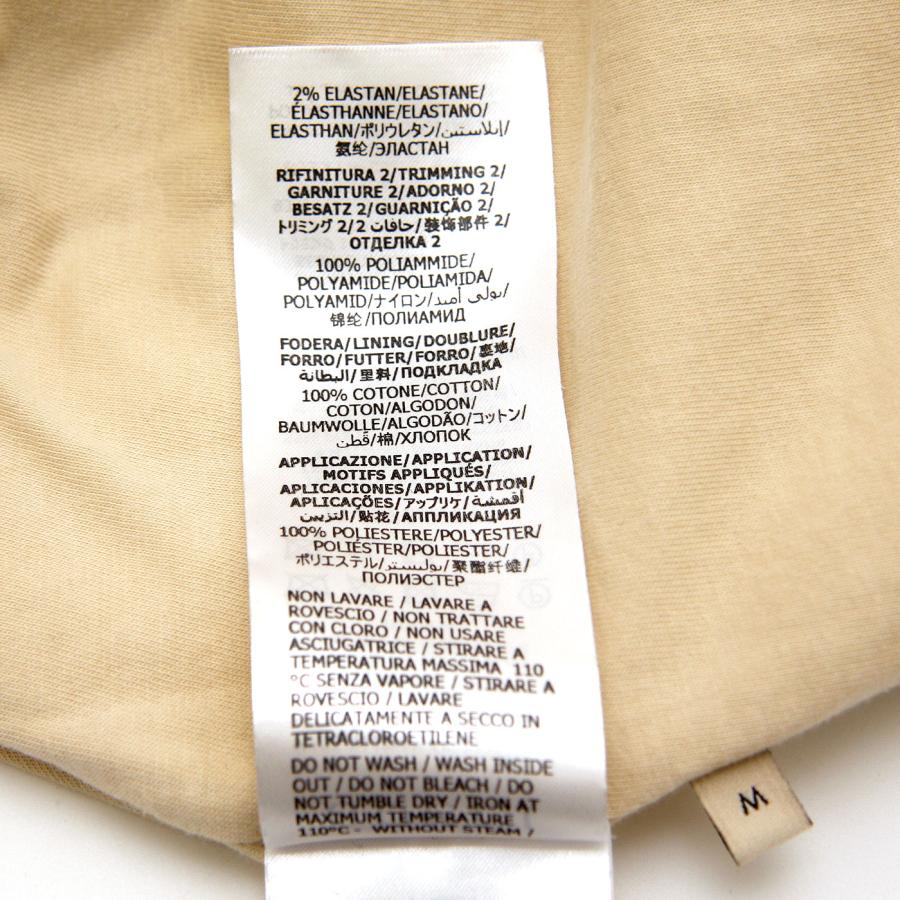 2% ELASTAN/ELASTANE/
ÉLASTHANNE/ELASTANO/
ELASTHAN/ポリウレタン/إيلاستين/
氨纶/ЭЛАСТАН
RIFINITURA 2/TRIMMING 2/
GARNITURE 2/ADORNO 2/
BESATZ 2/GUARNIÇÃO 2/
トリミング 2/حافات 2/装饰部件 2/
ОТДЕЛКА 2
100% POLIAMMIDE/
POLYAMIDE/POLIAMIDA/
POLYAMID/ナイロン/بولي أميد/
锦纶/ПОЛИАМИД
FODERA/LINING/DOUBLURE/
FORRO/FUTTER/FORRO/裏地/
البطانة/里料/ПОДКЛАДКА
100% COTONE/COTTON/
COTON/ALGODON/
BAUMWOLLE/ALGODÃO/コットン/
قطن/棉/ХЛОПОК
APPLICAZIONE/APPLICATION/
MOTIFS APPLIQUÉS/
APLICACIONES/APPLIKATION/
APLICAÇÕES/アップリケ/أقمشة
التزيين/贴花/АППЛИКАЦИЯ
100% POLIESTERE/POLYESTER/
POLIÉSTER/POLIESTER/
ポリエステル/بوليستر/聚酯纤维/
ПОЛИЭСТЕР
NON LAVARE / LAVARE A
ROVESCIO / NON TRATTARE
CON CLORO / NON USARE
ASCIUGATRICE / STIRARE A
TEMPERATURA MASSIMA 110
°C SENZA VAPORE / STIRARE A
ROVESCIO / LAVARE
DELICATAMENTE A SECCO IN
TETRACLOROETILENE
DO NOT WASH / WASH INSIDE
OUT / DO NOT BLEACH / DO
NOT TUMBLE DRY / IRON AT
MAXIMUM TEMPERATURE
110°C - WITHOUT STEAM /
M